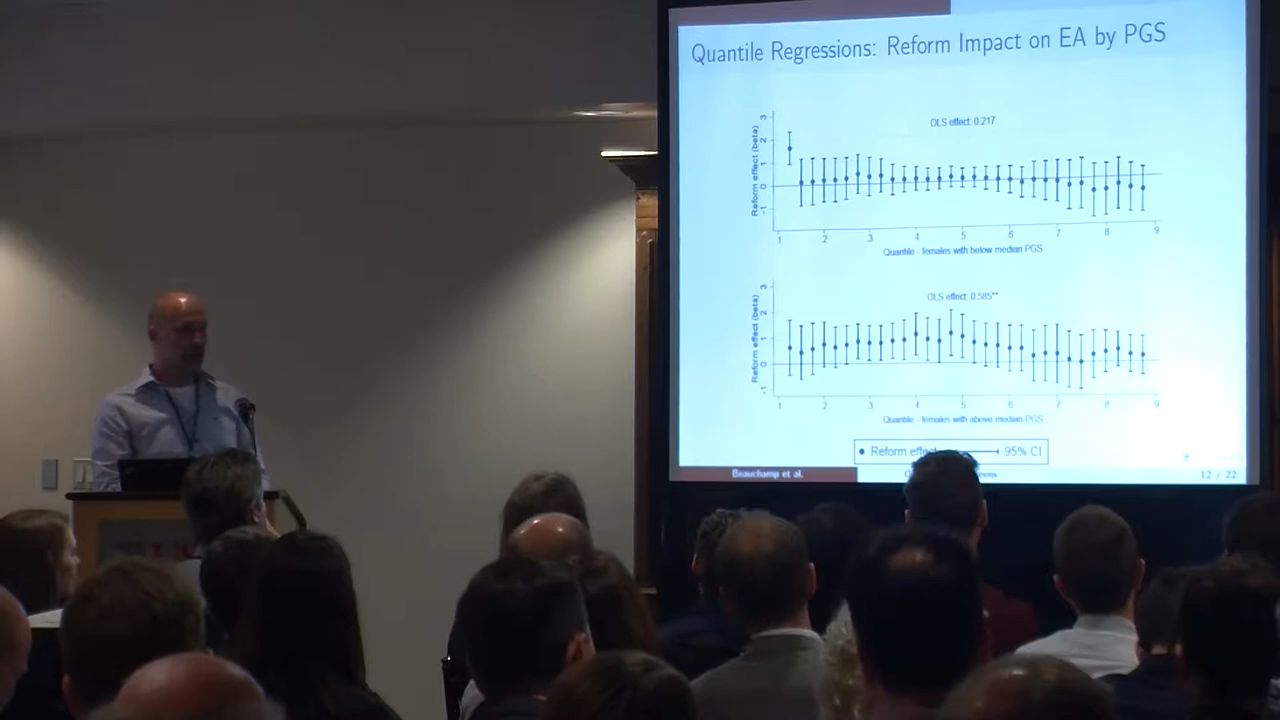 Quantile Regressions: Reform Impact on EA by PGS
OLS effect: 0.217
Reform effect (beta)
3
2
1
0
-1
.1 .2 .3 .4 .5 .6 .7 .8 .9
Quantile - females with below median PGS
OLS effect: 0.585**
Reform effect (beta)
3
2
1
0
-1
.1 .2 .3 .4 .5 .6 .7 .8 .9
Quantile - females with above median PGS
Reform 95% CI
Beauchamp et al.
12 / 22